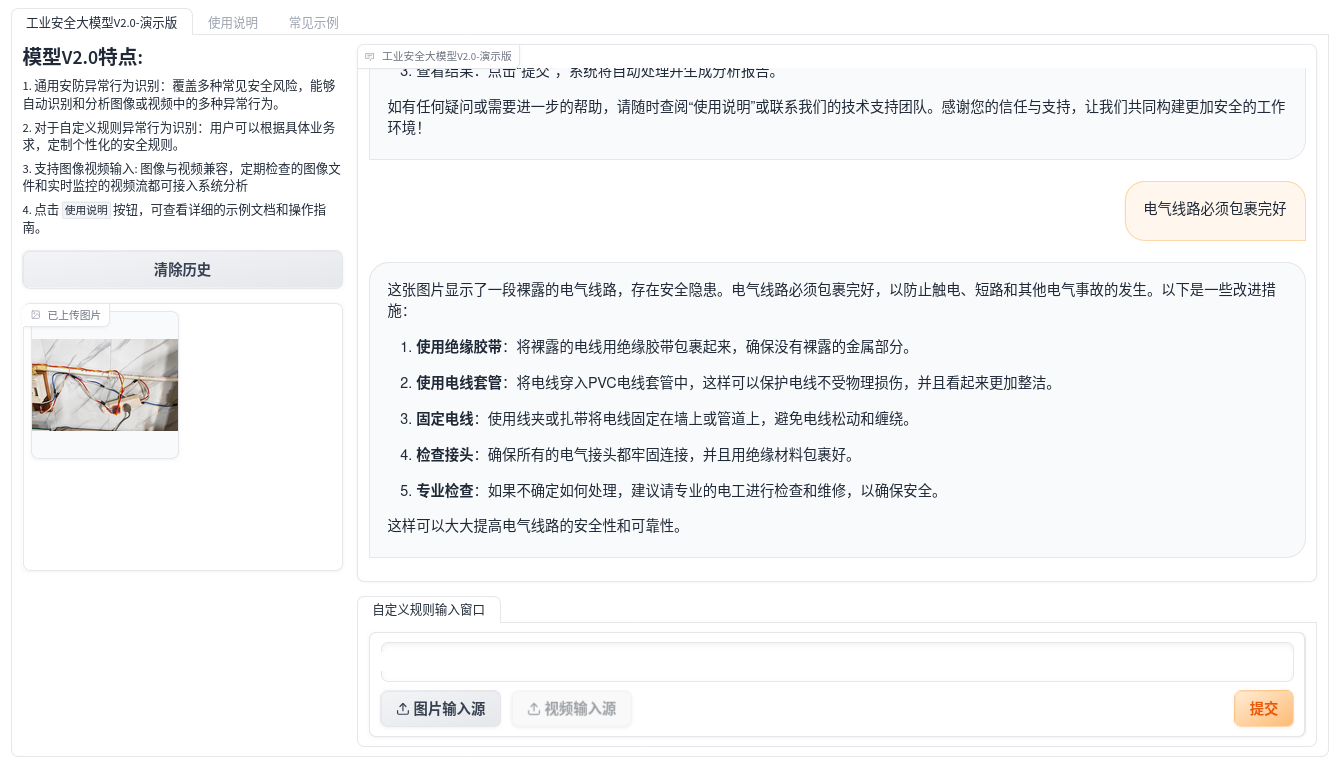 工业安全大模型V2.0-演示版
使用说明
常见示例
模型V2.0特点:
1. 通用安防异常行为识别：覆盖多种常见安全风险，能够
自动识别和分析图像或视频中的多种异常行为。
2. 对于自定义规则异常行为识别：用户可以根据具体业务
求，定制个性化的安全规则。
3. 支持图像视频输入: 图像与视频兼容，定期检查的图像文
件和实时监控的视频流都可接入系统分析
4. 点击 使用说明 按钮，可查看详细的示例文档和操作指
南。
清除历史
已上传图片
工业安全大模型V2.0-演示版
3. 查看结果：点击“提交”，系统将自动处理并生成分析报告。
如有任何疑问或需要进一步的帮助，请随时查阅“使用说明”或联系我们的技术支持团队。感谢您的信任与支持，让我们共同构建更加安全的工作
环境！
电气线路必须包裹完好
这张图片显示了一段裸露的电气线路，存在安全隐患。电气线路必须包裹完好，以防止触电、短路和其他电气事故的发生。以下是一些改进措
施：
1. 使用绝缘胶带：将裸露的电线用绝缘胶带包裹起来，确保没有裸露的金属部分。
2. 使用电线套管：将电线穿入PVC电线套管中，这样可以保护电线不受物理损伤，并且看起来更加整洁。
3. 固定电线：使用线夹或扎带将电线固定在墙上或管道上，避免电线松动和缠绕。
4. 检查接头：确保所有的电气接头都牢固连接，并且用绝缘材料包裹好。
5. 专业检查：如果不确定如何处理，建议请专业的电工进行检查和维修，以确保安全。
这样可以大大提高电气线路的安全性和可靠性。
自定义规则输入窗口
图片输入源
视频输入源
提交